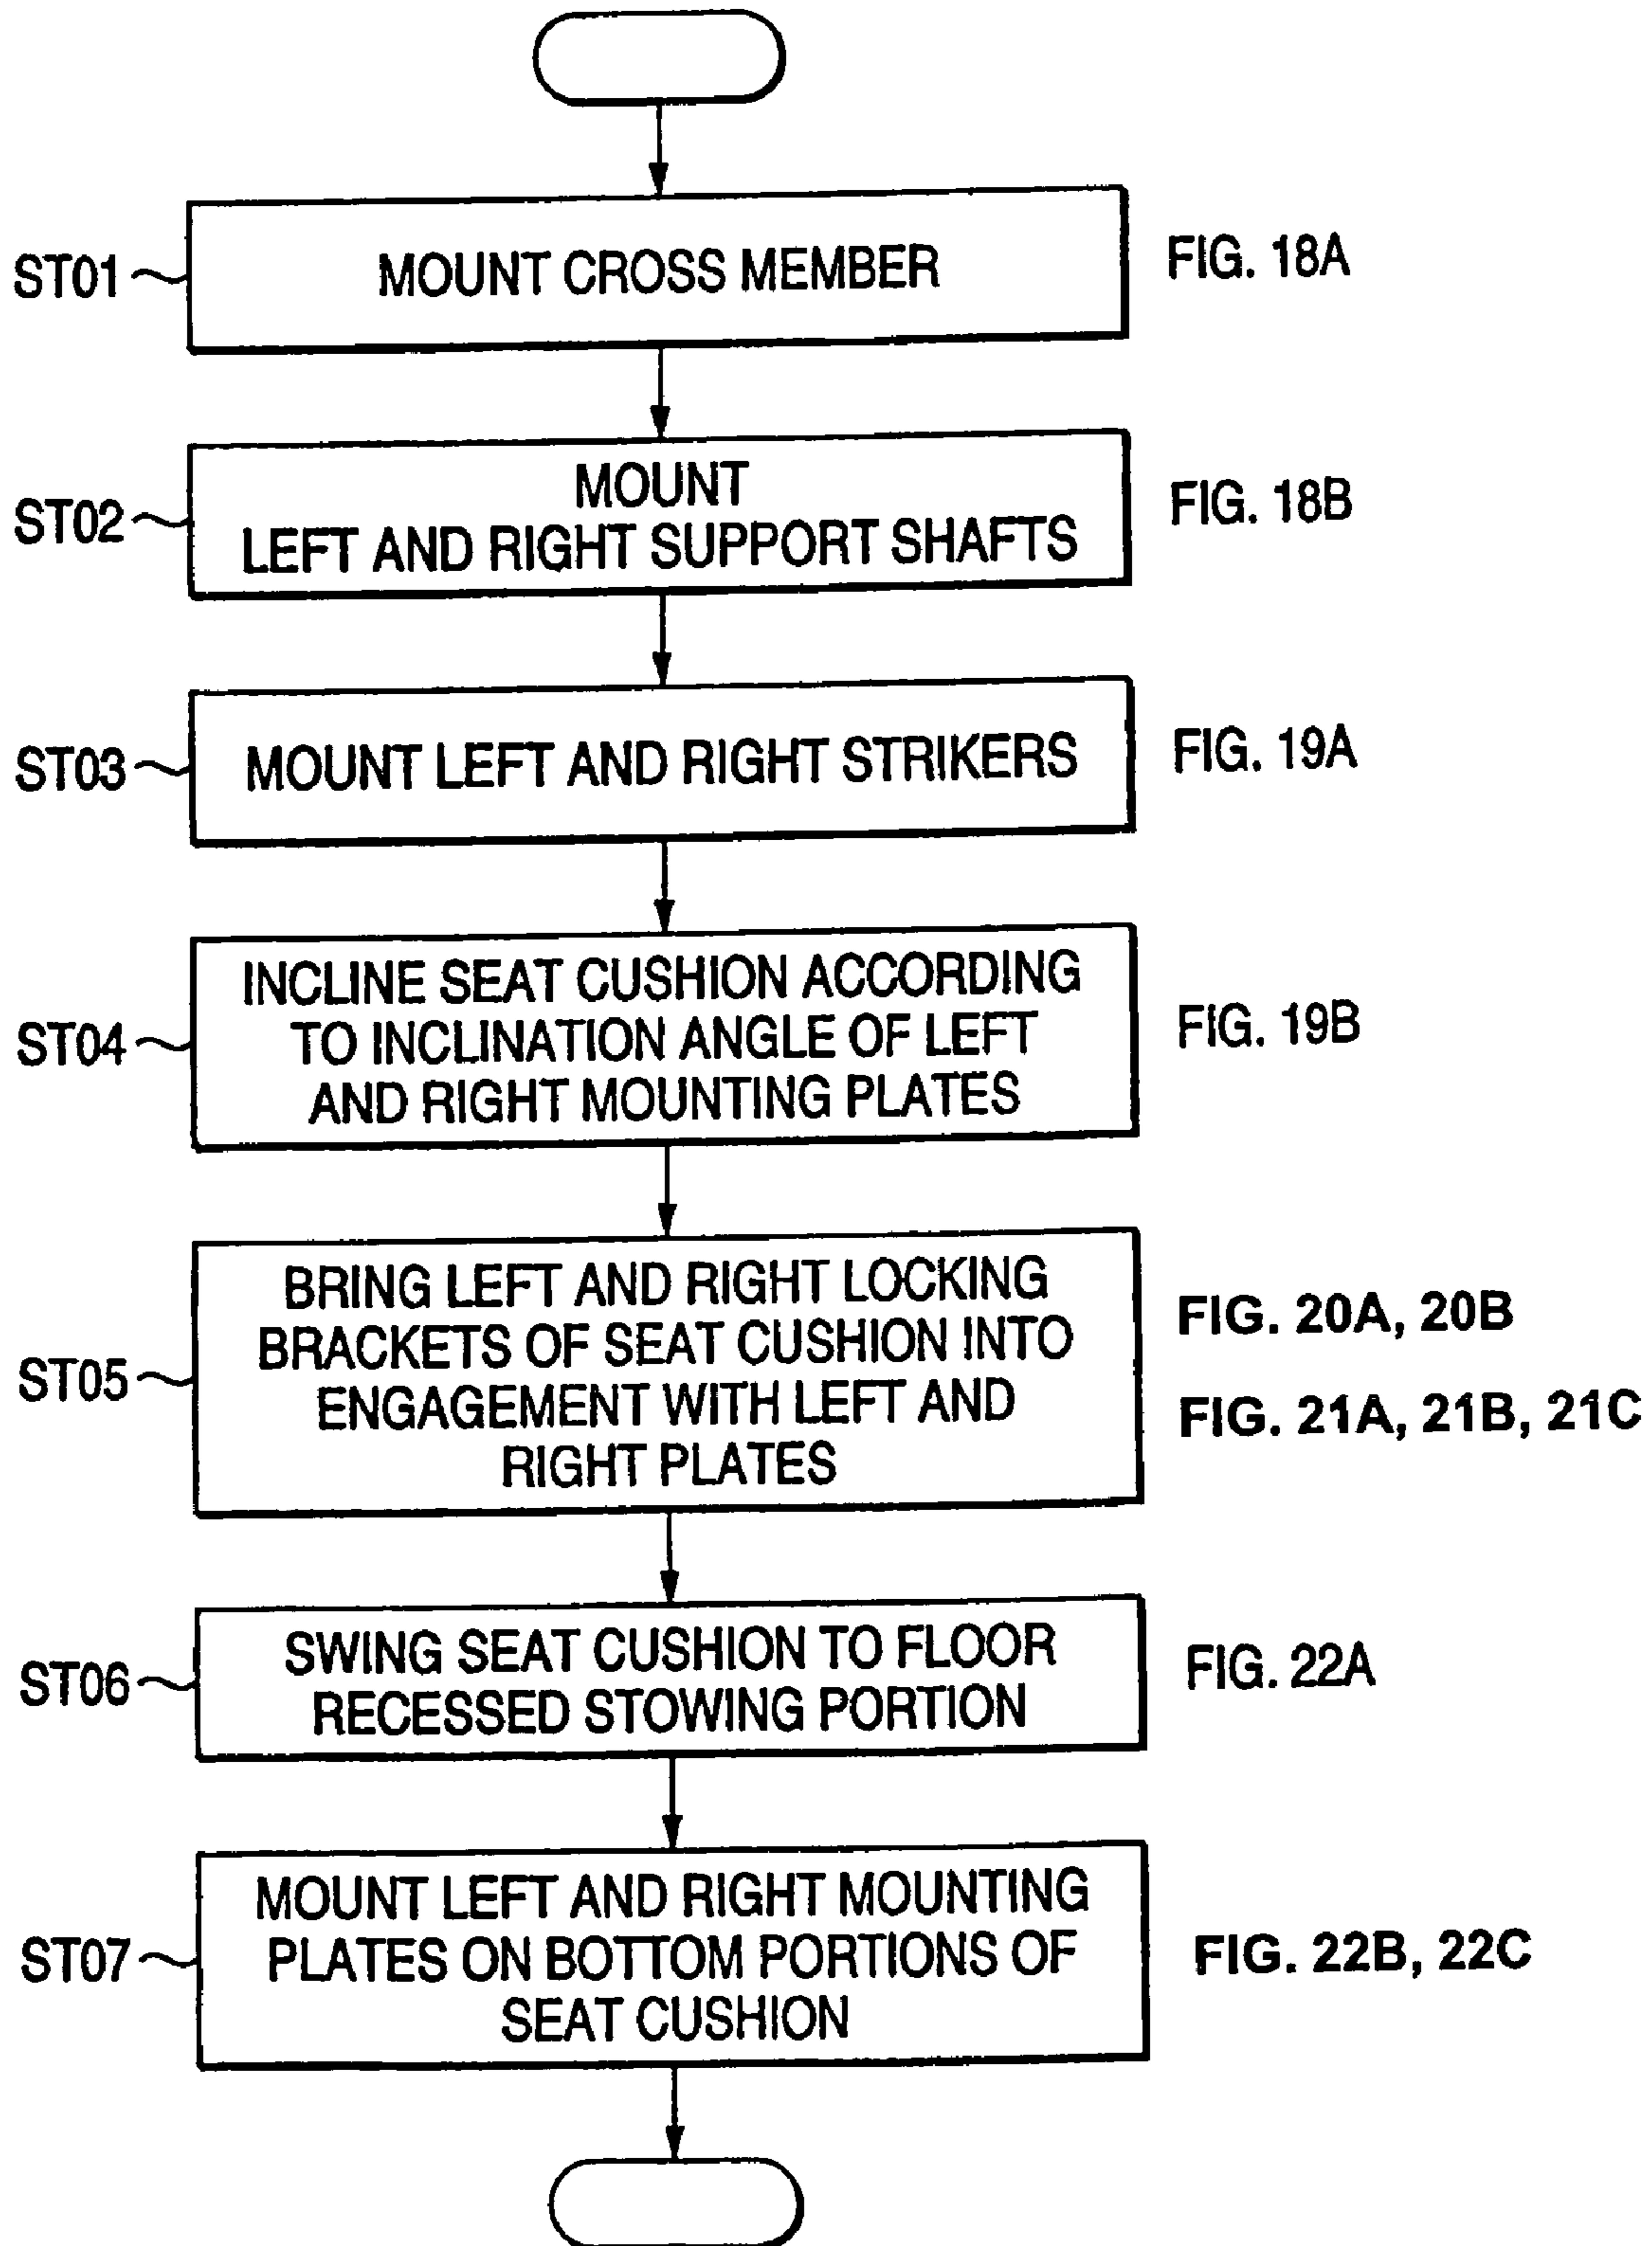 ST01
MOUNT CROSS MEMBER
FIG. 18A
ST02
MOUNT
LEFT AND RIGHT SUPPORT SHAFTS
FIG. 18B
ST03
MOUNT LEFT AND RIGHT STRIKERS
FIG. 19A
ST04
INCLINE SEAT CUSHION ACCORDING
TO INCLINATION ANGLE OF LEFT
AND RIGHT MOUNTING PLATES
FIG. 19B
ST05
BRING LEFT AND RIGHT LOCKING
BRACKETS OF SEAT CUSHION INTO
ENGAGEMENT WITH LEFT AND
RIGHT PLATES
FIG. 20A, 20B
FIG. 21A, 21B, 21C
ST06
SWING SEAT CUSHION TO FLOOR
RECESSED STOWING PORTION
FIG. 22A
ST07
MOUNT LEFT AND RIGHT MOUNTING
PLATES ON BOTTOM PORTIONS OF
SEAT CUSHION
FIG. 22B, 22C